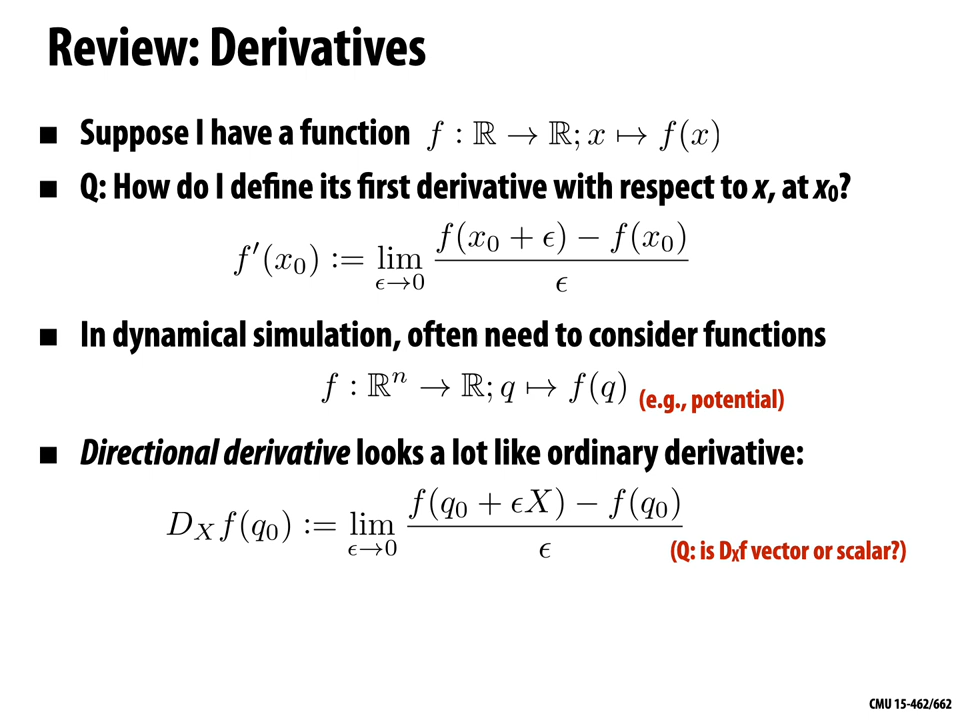 Review: Derivatives
■ Suppose I have a function f : ℝ → ℝ; x ↦ f(x)
■ Q: How do I define its first derivative with respect to x, at x₀?
f′(x₀) := lim_{ϵ→0} (f(x₀ + ϵ) − f(x₀)) / ϵ
■ In dynamical simulation, often need to consider functions
f : ℝⁿ → ℝ; q ↦ f(q) (e.g., potential)
■ Directional derivative looks a lot like ordinary derivative:
D_X f(q₀) := lim_{ϵ→0} (f(q₀ + ϵX) − f(q₀)) / ϵ
(Q: is D_X f vector or scalar?)
CMU 15-462/662